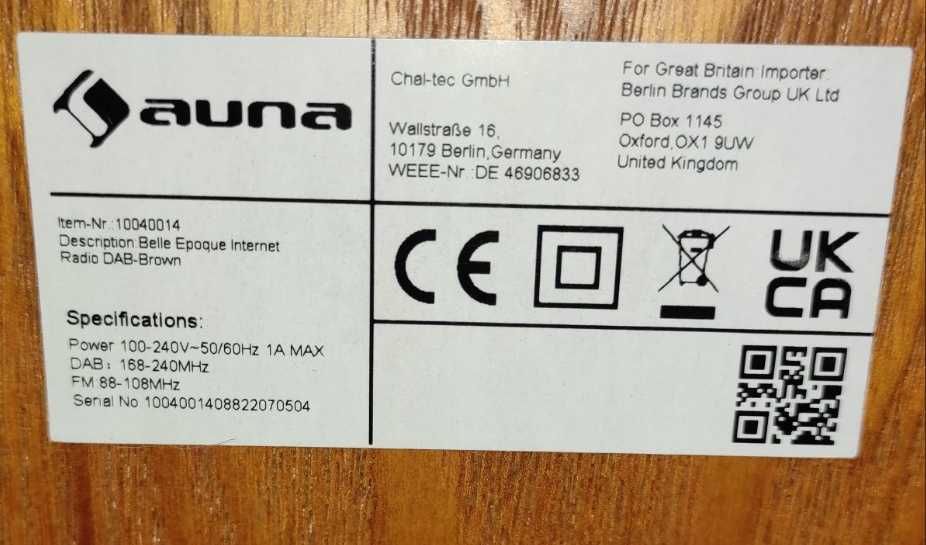 auna
Chal-tec GmbH
Wallstraße 16,
10179 Berlin,Germany
WEEE-Nr.:DE 46906833
For Great Britain Importer:
Berlin Brands Group UK Ltd
PO Box 1145
Oxford,OX1 9UW
United Kingdom
Item-Nr.:10040014
Description:Belle Epoque Internet
Radio DAB-Brown
Specifications:
Power 100-240V~50/60Hz 1A MAX
DAB: 168-240MHz
FM:88-108MHz
Serial No 1004001408822070504
CE
UK
CA